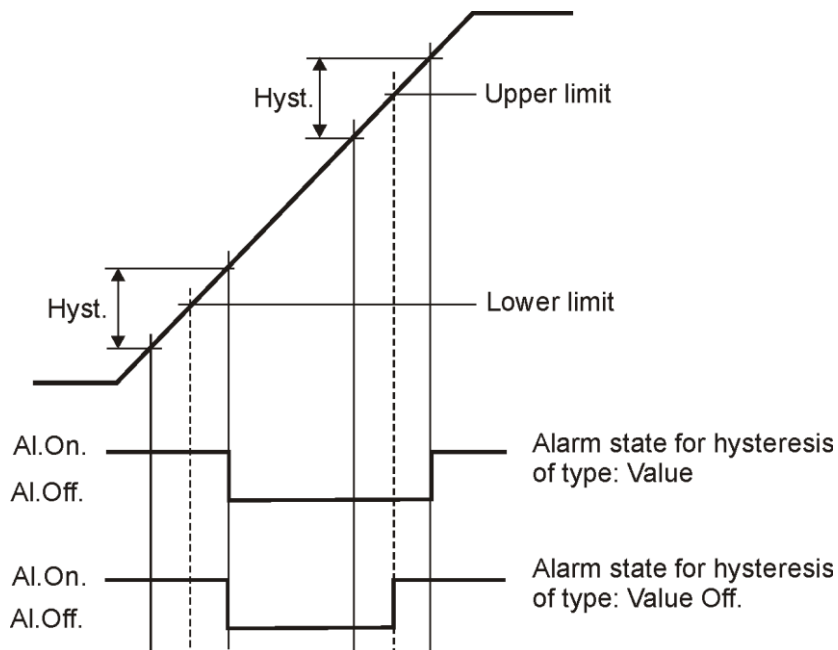 Hyst.
Upper limit
Hyst.
Lower limit
Al.On.
Al.Off.
Alarm state for hysteresis
of type: Value
Al.On.
Al.Off.
Alarm state for hysteresis
of type: Value Off.